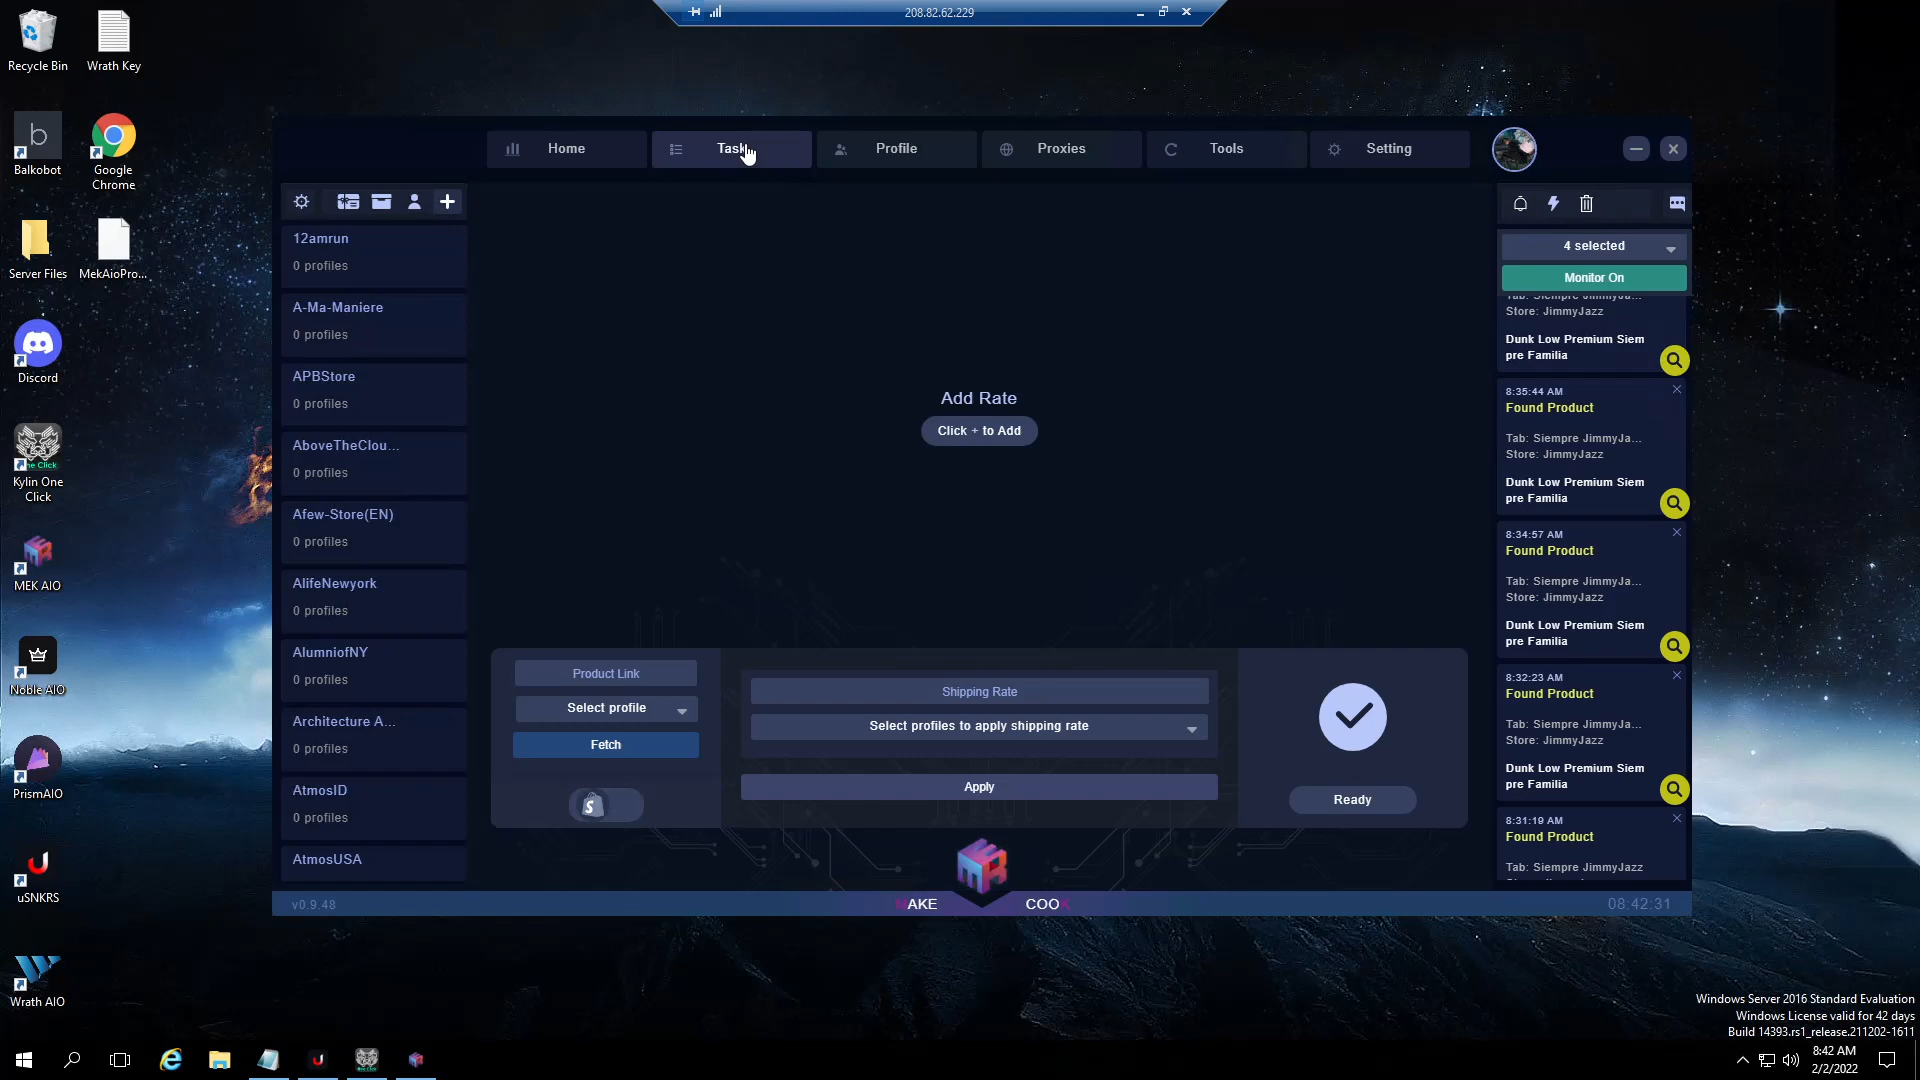 208.82.62.229
Recycle Bin
Wrath Key
Balkobot
Google
Chrome
Server Files
MekAioPro...
Discord
Kylin One
Click
MEK AIO
Noble AIO
PrismAIO
uSNKRS
Wrath AIO
Home
Task
Profile
Proxies
Tools
Setting
12amrun
0 profiles
A-Ma-Maniere
0 profiles
APBStore
0 profiles
AboveTheClou...
0 profiles
Afew-Store(EN)
0 profiles
AlifeNewyork
0 profiles
AlumniofNY
0 profiles
Architecture A...
0 profiles
AtmosID
0 profiles
AtmosUSA
Add Rate
Click + to Add
Product Link
Select profile
Fetch
Shipping Rate
Select profiles to apply shipping rate
Apply
Ready
4 selected
Monitor On
Tab: Siempre JimmyJa...
Store: JimmyJazz
Dunk Low Premium Siem
pre Familia
8:35:44 AM
Found Product
Tab: Siempre JimmyJa...
Store: JimmyJazz
Dunk Low Premium Siem
pre Familia
8:34:57 AM
Found Product
Tab: Siempre JimmyJa...
Store: JimmyJazz
Dunk Low Premium Siem
pre Familia
8:32:23 AM
Found Product
Tab: Siempre JimmyJa...
Store: JimmyJazz
Dunk Low Premium Siem
pre Familia
8:31:19 AM
Found Product
Tab: Siempre JimmyJazz
v0.9.48
MAKE
COOK
08:42:31
Windows Server 2016 Standard Evaluation
Windows License valid for 42 days
Build 14393.rs1_release.211202-1611
8:42 AM
2/2/2022